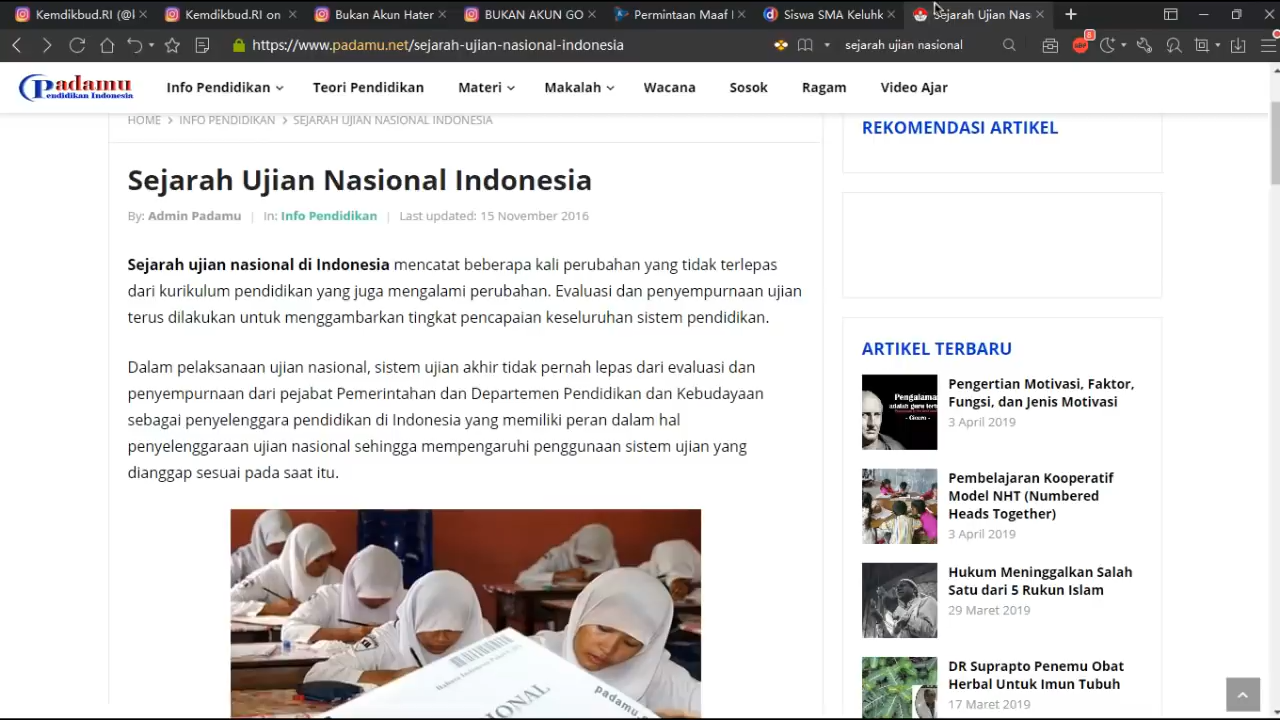 Kemdikbud.RI (@l
Kemdikbud.RI on
Bukan Akun Hater
BUKAN AKUN GO
Permintaan Maaf
Siswa SMA Keluhk
Sejarah Ujian Nas
https://www.padamu.net/sejarah-ujian-nasional-indonesia
sejarah ujian nasional
8
Padamu
Pendidikan Indonesia
Info Pendidikan
Teori Pendidikan
Materi
Makalah
Wacana
Sosok
Ragam
Video Ajar
HOME > INFO PENDIDIKAN > SEJARAH UJIAN NASIONAL INDONESIA
Sejarah Ujian Nasional Indonesia
By: Admin Padamu | In: Info Pendidikan | Last updated: 15 November 2016
Sejarah ujian nasional di Indonesia mencatat beberapa kali perubahan yang tidak terlepas
dari kurikulum pendidikan yang juga mengalami perubahan. Evaluasi dan penyempurnaan ujian
terus dilakukan untuk menggambarkan tingkat pencapaian keseluruhan sistem pendidikan.
Dalam pelaksanaan ujian nasional, sistem ujian akhir tidak pernah lepas dari evaluasi dan
penyempurnaan dari pejabat Pemerintahan dan Departemen Pendidikan dan Kebudayaan
sebagai penyelenggara pendidikan di Indonesia yang memiliki peran dalam hal
penyelenggaraan ujian nasional sehingga mempengaruhi penggunaan sistem ujian yang
dianggap sesuai pada saat itu.
padamu.
REKOMENDASI ARTIKEL
ARTIKEL TERBARU
Pengalaman
- Cicero -
Pengertian Motivasi, Faktor,
Fungsi, dan Jenis Motivasi
3 April 2019
Pembelajaran Kooperatif
Model NHT (Numbered
Heads Together)
3 April 2019
Hukum Meninggalkan Salah
Satu dari 5 Rukun Islam
29 Maret 2019
DR Suprapto Penemu Obat
Herbal Untuk Imun Tubuh
17 Maret 2019